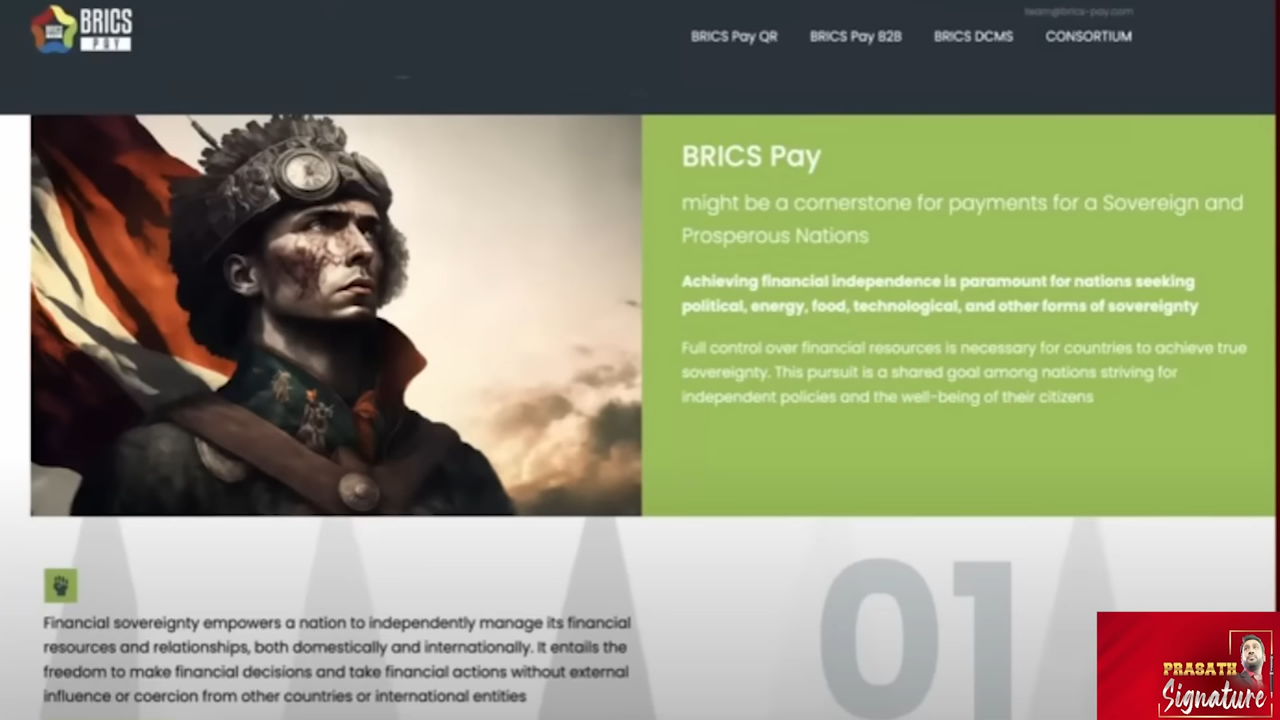 BRICS
PAY
team@brics-pay.com
BRICS Pay QR
BRICS Pay B2B
BRICS DCMS
CONSORTIUM
BRICS Pay
might be a cornerstone for payments for a Sovereign and
Prosperous Nations
Achieving financial independence is paramount for nations seeking
political, energy, food, technological, and other forms of sovereignty
Full control over financial resources is necessary for countries to achieve true
sovereignty. This pursuit is a shared goal among nations striving for
independent policies and the well-being of their citizens
01
Financial sovereignty empowers a nation to independently manage its financial
resources and relationships, both domestically and internationally. It entails the
freedom to make financial decisions and take financial actions without external
influence or coercion from other countries or international entities
PRASATH
Signature